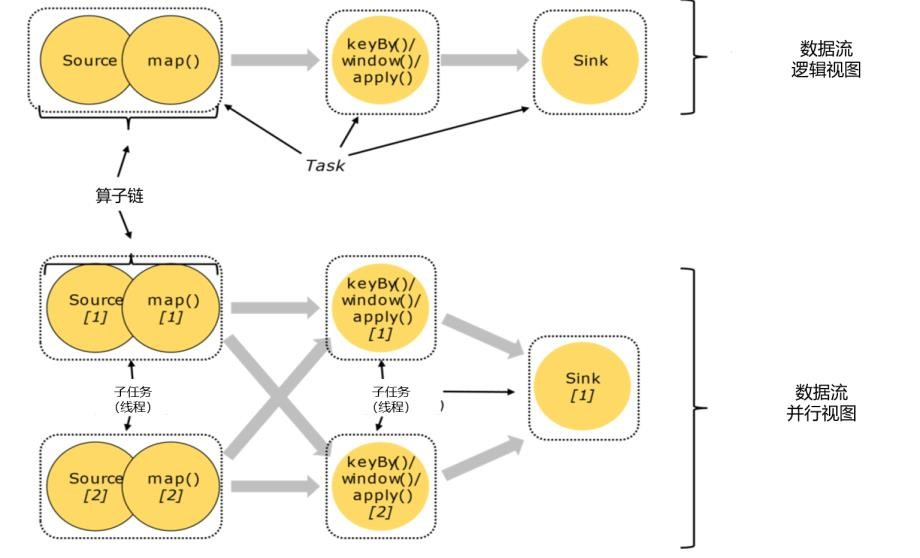 Source
map()
keyBy()/
window()/
apply()
Sink
数据流
逻辑视图
Task
算子链
Source
[1]
map()
[1]
keyBy()/
window()/
apply()
[1]
子任务
(线程)
子任务
(线程)
)
Sink
[1]
数据流
并行视图
Source
[2]
map()
[2]
keyBy()/
window()/
apply()
[2]